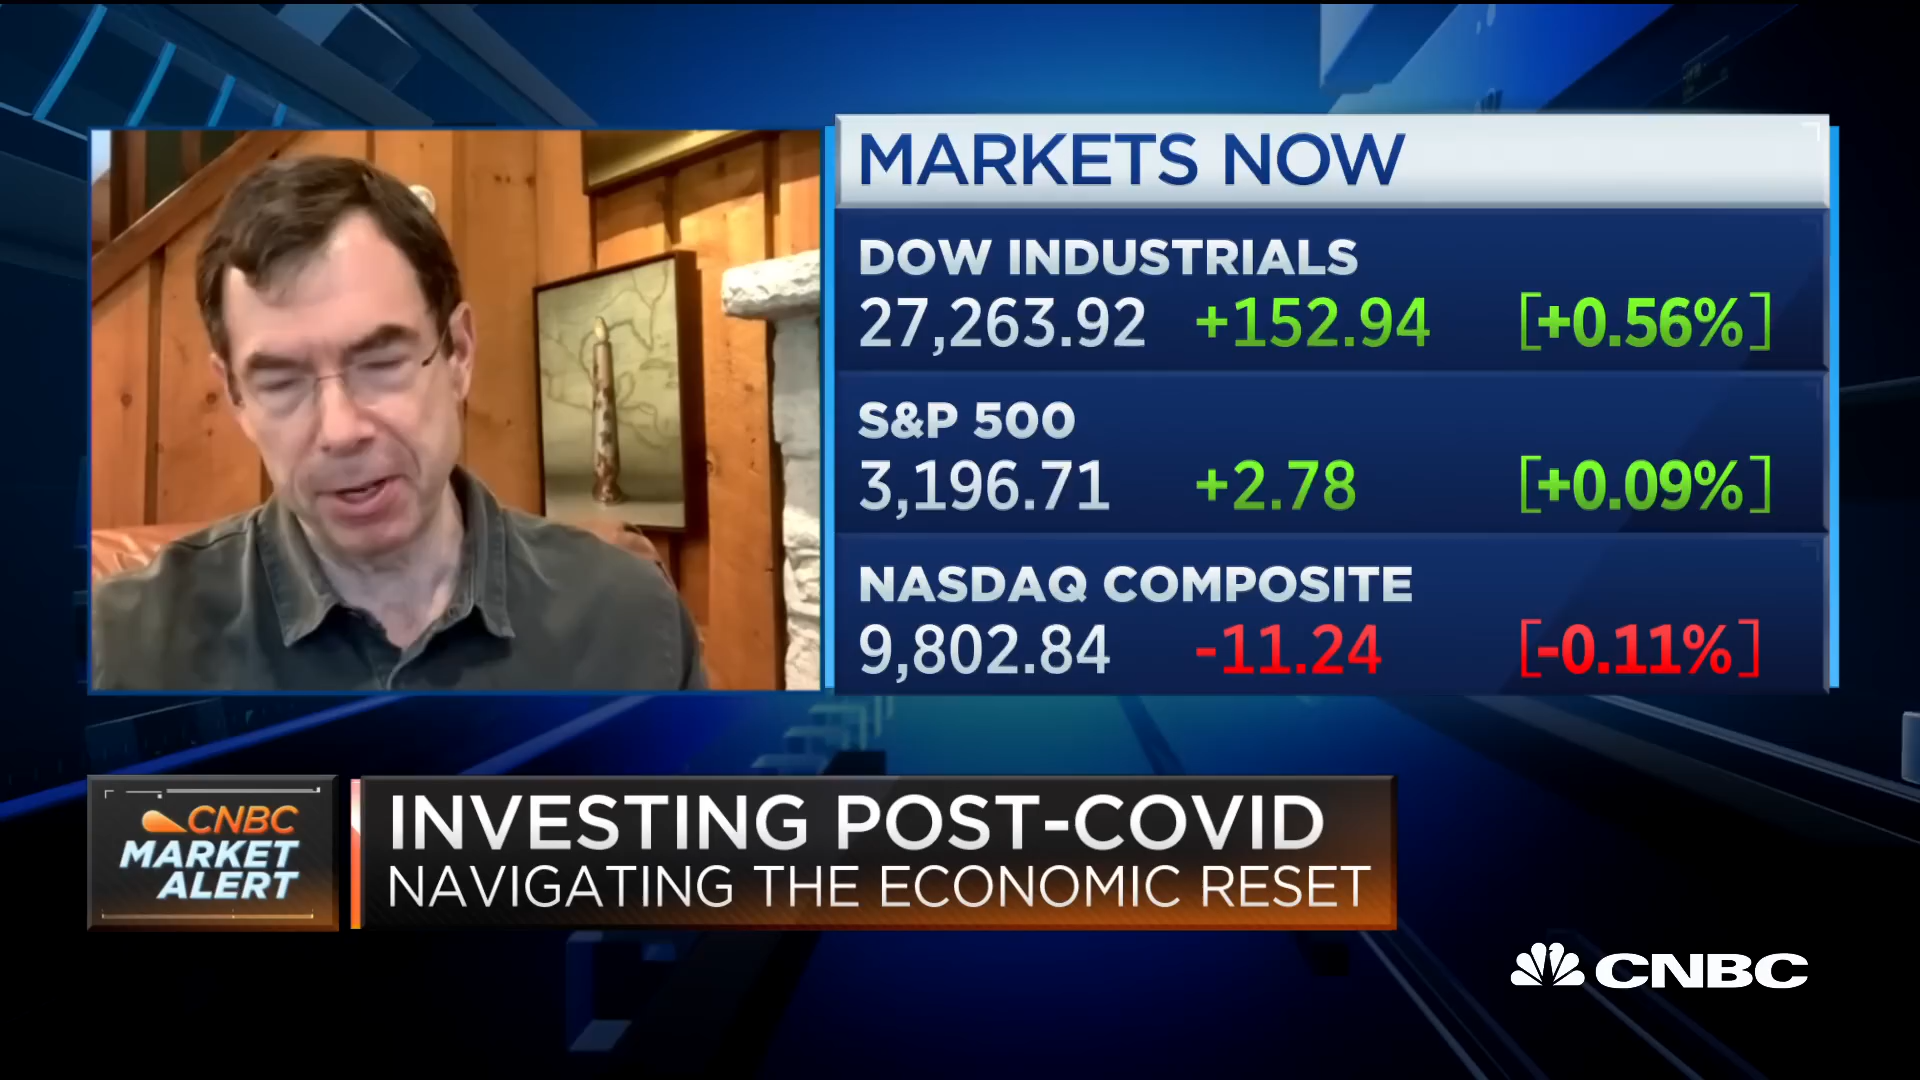 MARKETS NOW
DOW INDUSTRIALS
27,263.92 +152.94 [+0.56%]
S&P 500
3,196.71 +2.78 [+0.09%]
NASDAQ COMPOSITE
9,802.84 -11.24 [-0.11%]
CNBC
MARKET
ALERT
INVESTING POST-COVID
NAVIGATING THE ECONOMIC RESET
CNBC